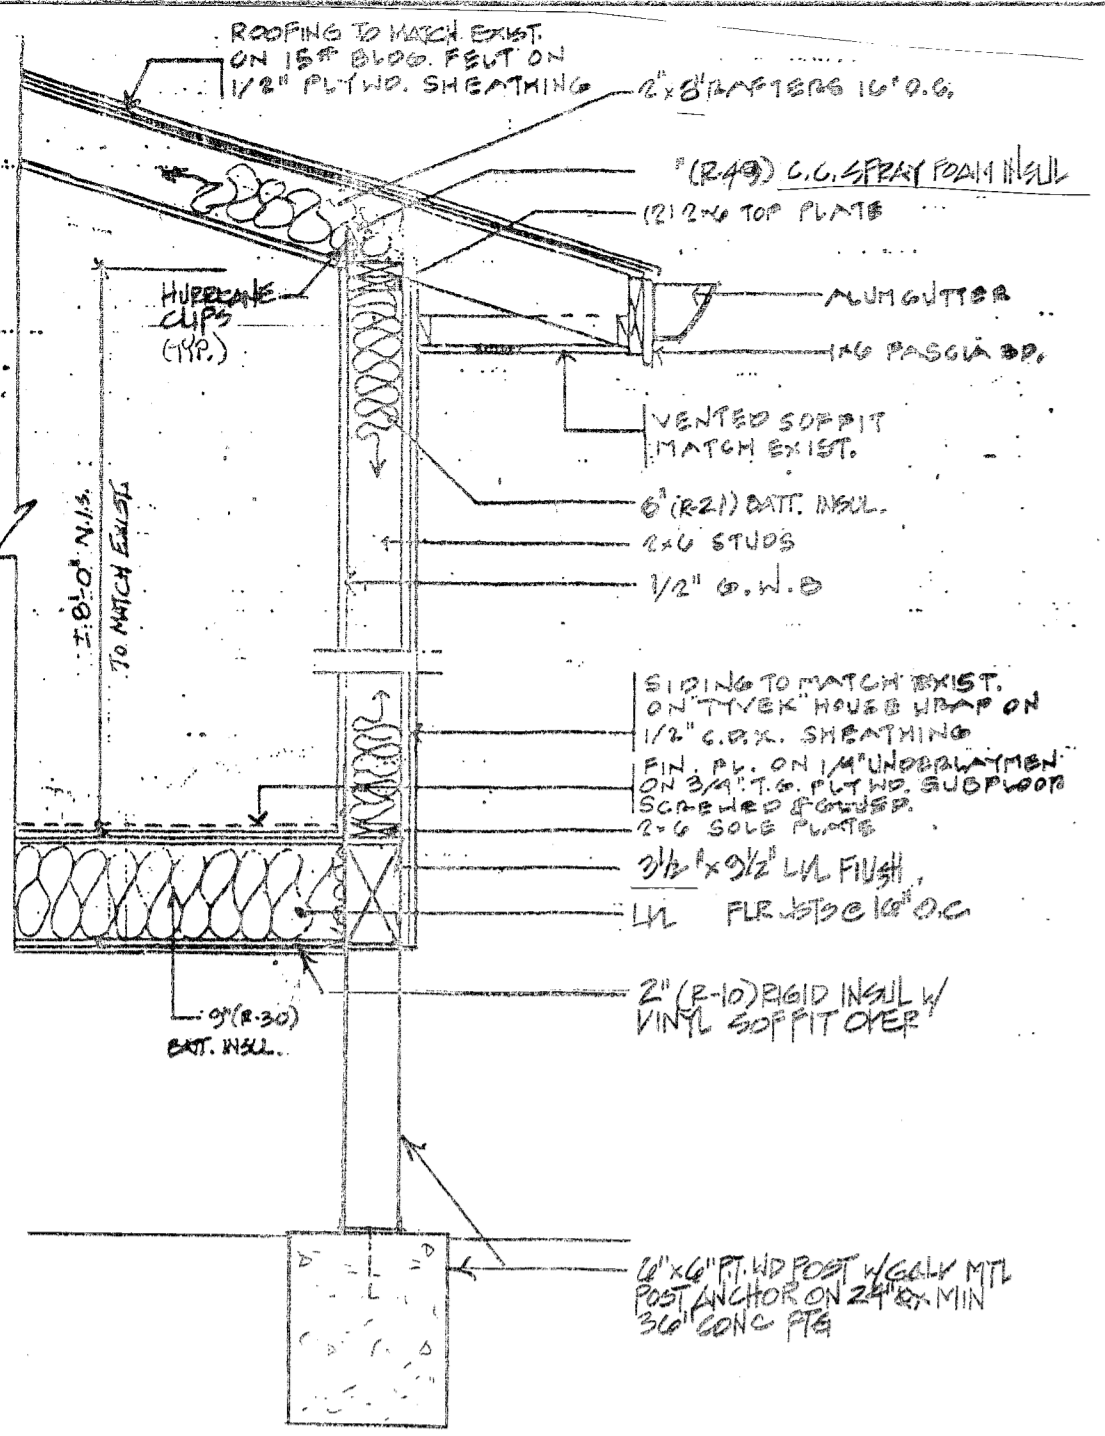 ROOFING TO MATCH EXIST.
ON 15# BLDG. FELT ON
1/2" PLYWD. SHEATHING
2"x8" RAFTERS 16" O.C.
"(R-49) C.C. SPRAY FOAM INSUL
(2) 2x6 TOP PLATE
HURRICANE
CLIPS
(TYP.)
ALUM GUTTER
1x6 FASCIA BD.
VENTED SOFFIT
MATCH EXIST.
6" (R-21) BATT. INSUL.
2x6 STUDS
1/2" G.W.B
±8'-0" N.T.S.
TO MATCH EXIST.
SIDING TO MATCH EXIST.
ON "TYVEK" HOUSE WRAP ON
1/2" C.D.X. SHEATHING
FIN. FL. ON 1/4" UNDERLAYMEN
ON 3/4" T.G. PLYWD. SUBFLOOR
SCREWED & GLUED.
2x6 SOLE PLATE
3 1/2" x 9 1/2" LVL FLUSH
LVL FLR JSTS @ 16" O.C
9" (R-30)
BATT. INSUL.
2" (R-10) RIGID INSUL W/
VINYL SOFFIT OVER
6"x6" P.T. WD POST W/GALV MTL
POST ANCHOR ON 24" MIN
36" CONC FTG